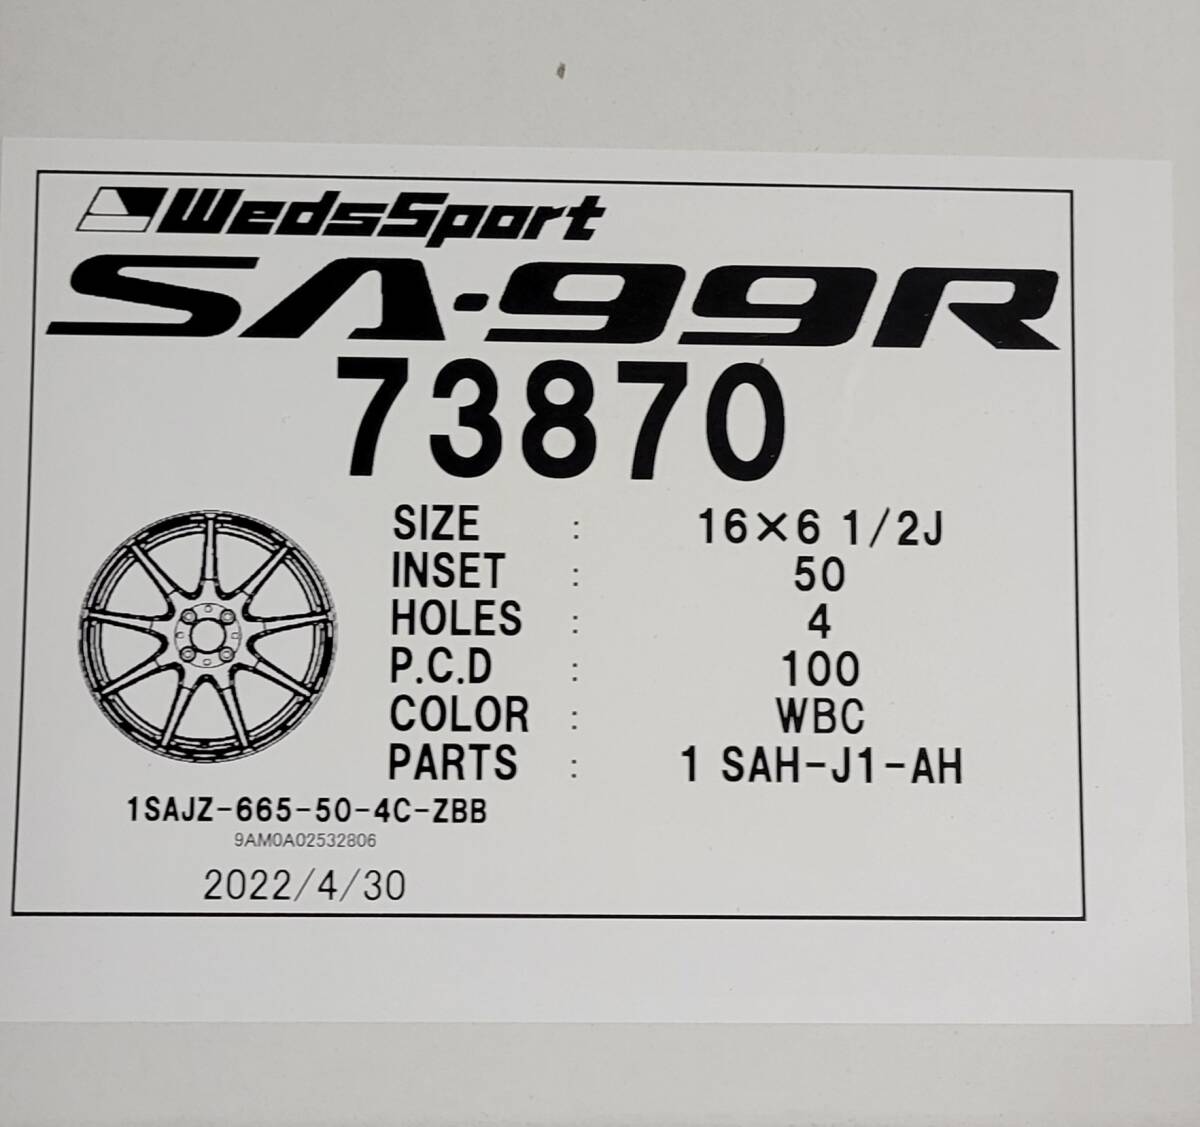 WedsSport
SA-99R
73870
SIZE : 16×6 1/2J
INSET : 50
HOLES : 4
P.C.D : 100
COLOR : WBC
PARTS : 1 SAH-J1-AH
1SAJZ-665-50-4C-ZBB
9AM0A02532806
2022/4/30